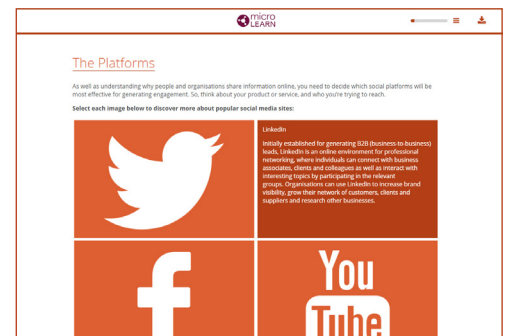 micro
LEARN
The Platforms
As well as understanding why people and organisations share information online, you need to decide which social platforms will be
most effective for generating engagement. So, think about your product or service, and who you're trying to reach.
Select each image below to discover more about popular social media sites:
LinkedIn
Initially established for generating B2B (business-to-business)
leads, LinkedIn is an online environment for professional
networking, where individuals can connect with business
associates, clients and colleagues as well as interact with
interesting topics by participating in the relevant
groups. Organisations can use LinkedIn to increase brand
visibility, grow their network of customers, clients and
suppliers and research other businesses.
f
You
Tube